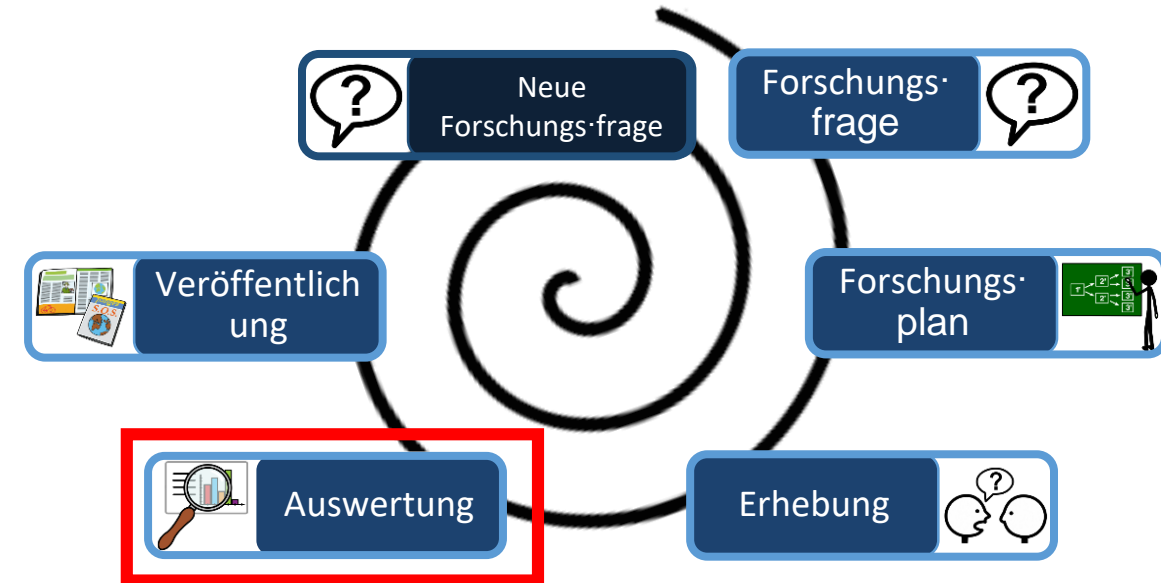 Neue
Forschungs·frage
Forschungs·
frage
?
?
Veröffentlich
ung
S.O.S.
Forschungs·
plan
Auswertung
Erhebung
?